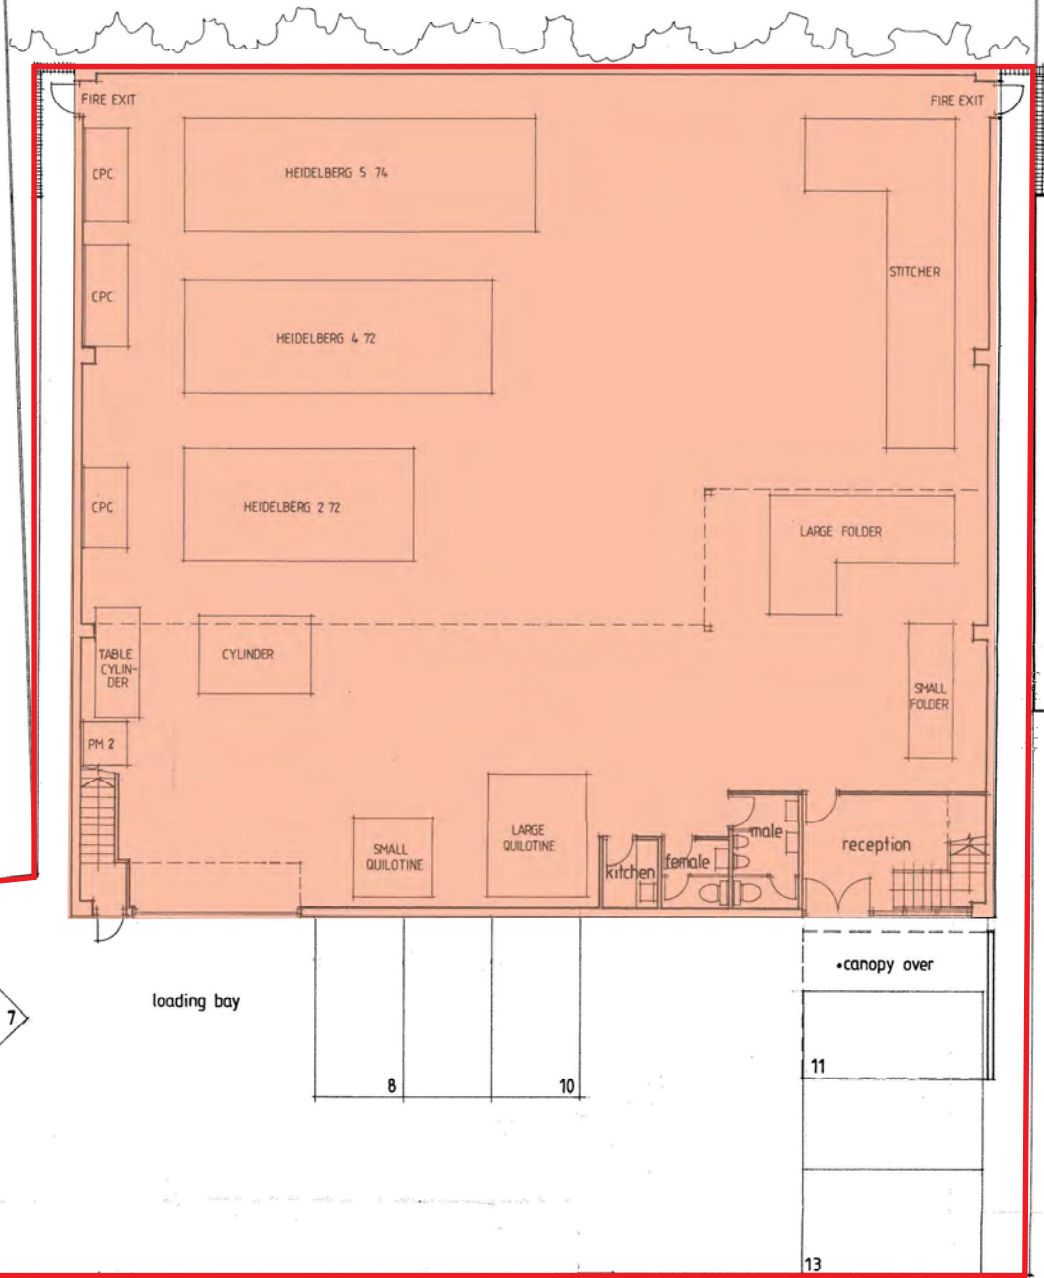 FIRE EXIT
FIRE EXIT
CPC
HEIDELBERG 5 74
STITCHER
CPC
HEIDELBERG 4 72
CPC
HEIDELBERG 2 72
LARGE FOLDER
TABLE
CYLIN-
DER
CYLINDER
SMALL
FOLDER
PM 2
SMALL
QUILOTINE
LARGE
QUILOTINE
kitchen
female
male
reception
•canopy over
loading bay
7
8
10
11
13